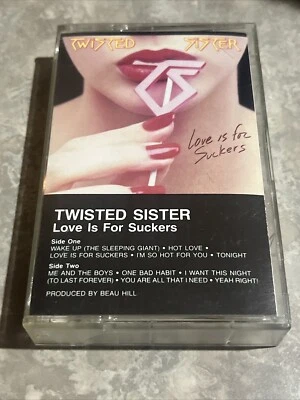 TWISTED SISTER
TS
Love is for
Suckers
TWISTED SISTER
Love Is For Suckers
Side One
WAKE UP (THE SLEEPING GIANT) • HOT LOVE •
LOVE IS FOR SUCKERS • I'M SO HOT FOR YOU • TONIGHT
Side Two
ME AND THE BOYS • ONE BAD HABIT • I WANT THIS NIGHT
(TO LAST FOREVER) • YOU ARE ALL THAT I NEED • YEAH RIGHT!
PRODUCED BY BEAU HILL